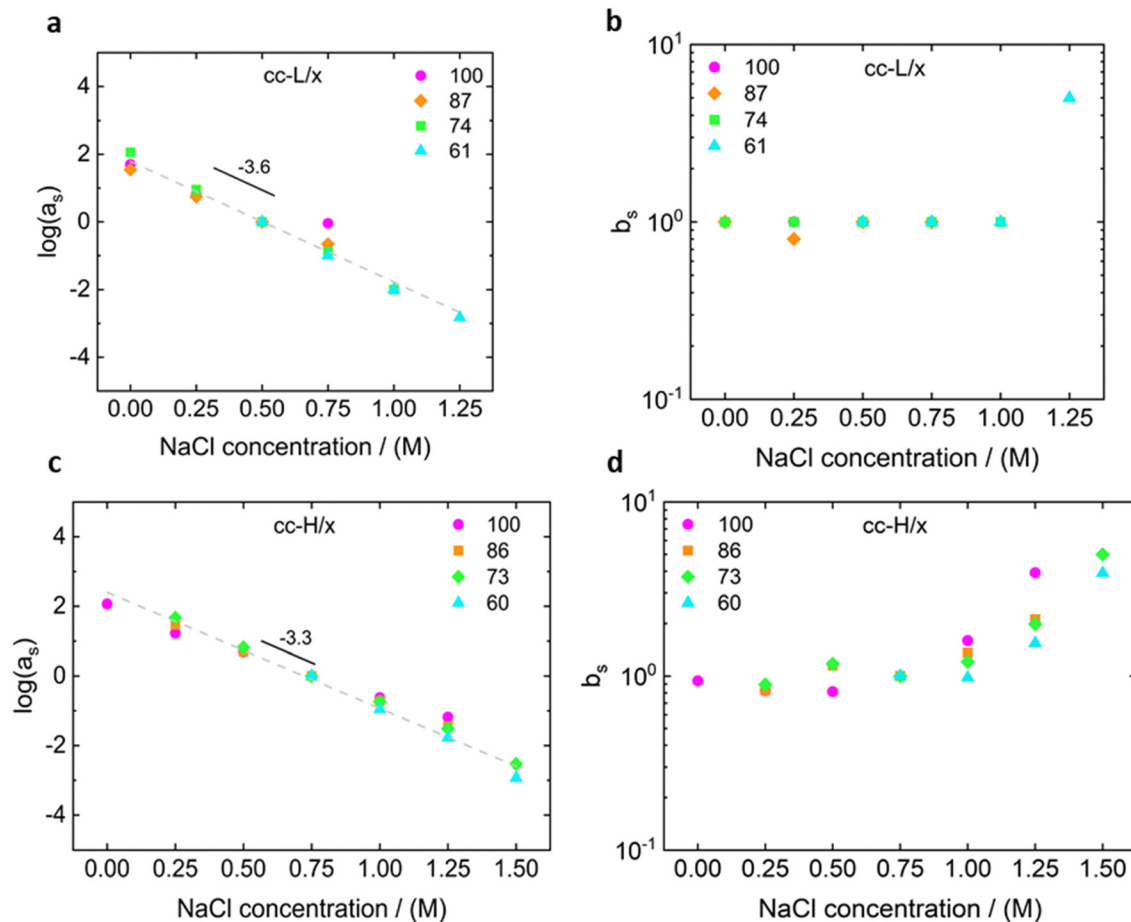 a
cc-L/x
100
87
74
61
-3.6
4
2
0
-2
-4
log(a_s)
0.00 0.25 0.50 0.75 1.00 1.25
NaCl concentration / (M)
b
cc-L/x
100
87
74
61
10^1
10^0
10^-1
b_s
0.00 0.25 0.50 0.75 1.00 1.25
NaCl concentration / (M)
c
cc-H/x
100
86
73
60
-3.3
4
2
0
-2
-4
log(a_s)
0.00 0.25 0.50 0.75 1.00 1.25 1.50
NaCl concentration / (M)
d
cc-H/x
100
86
73
60
10^1
10^0
10^-1
b_s
0.00 0.25 0.50 0.75 1.00 1.25 1.50
NaCl concentration / (M)